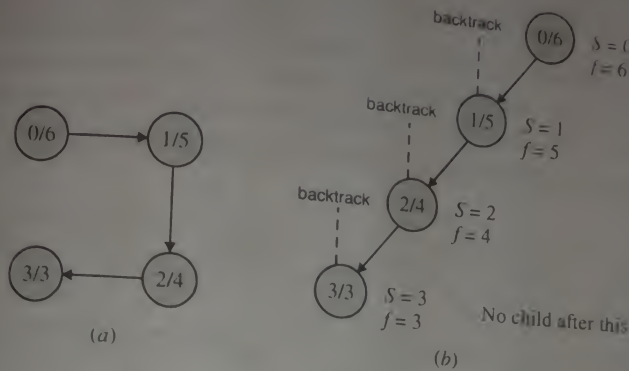 0/6
1/5
3/3
2/4
(a)
backtrack
0/6
f = 6
backtrack
1/5
S = 1
f = 5
backtrack
2/4
S = 2
f = 4
3/3
S = 3
f = 3
No child after this
(b)